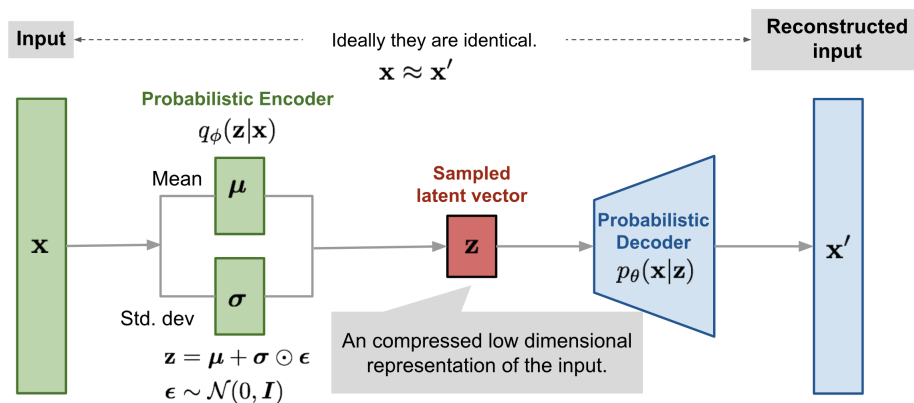 Input
Ideally they are identical.
x ≈ x′
Reconstructed
input
Probabilistic Encoder
qϕ(z|x)
Mean
μ
Sampled
latent vector
x
z
Probabilistic
Decoder
pθ(x|z)
x′
σ
Std. dev
z = μ + σ ⊙ ϵ
ϵ ∼ 𝒩(0, I)
An compressed low dimensional
representation of the input.